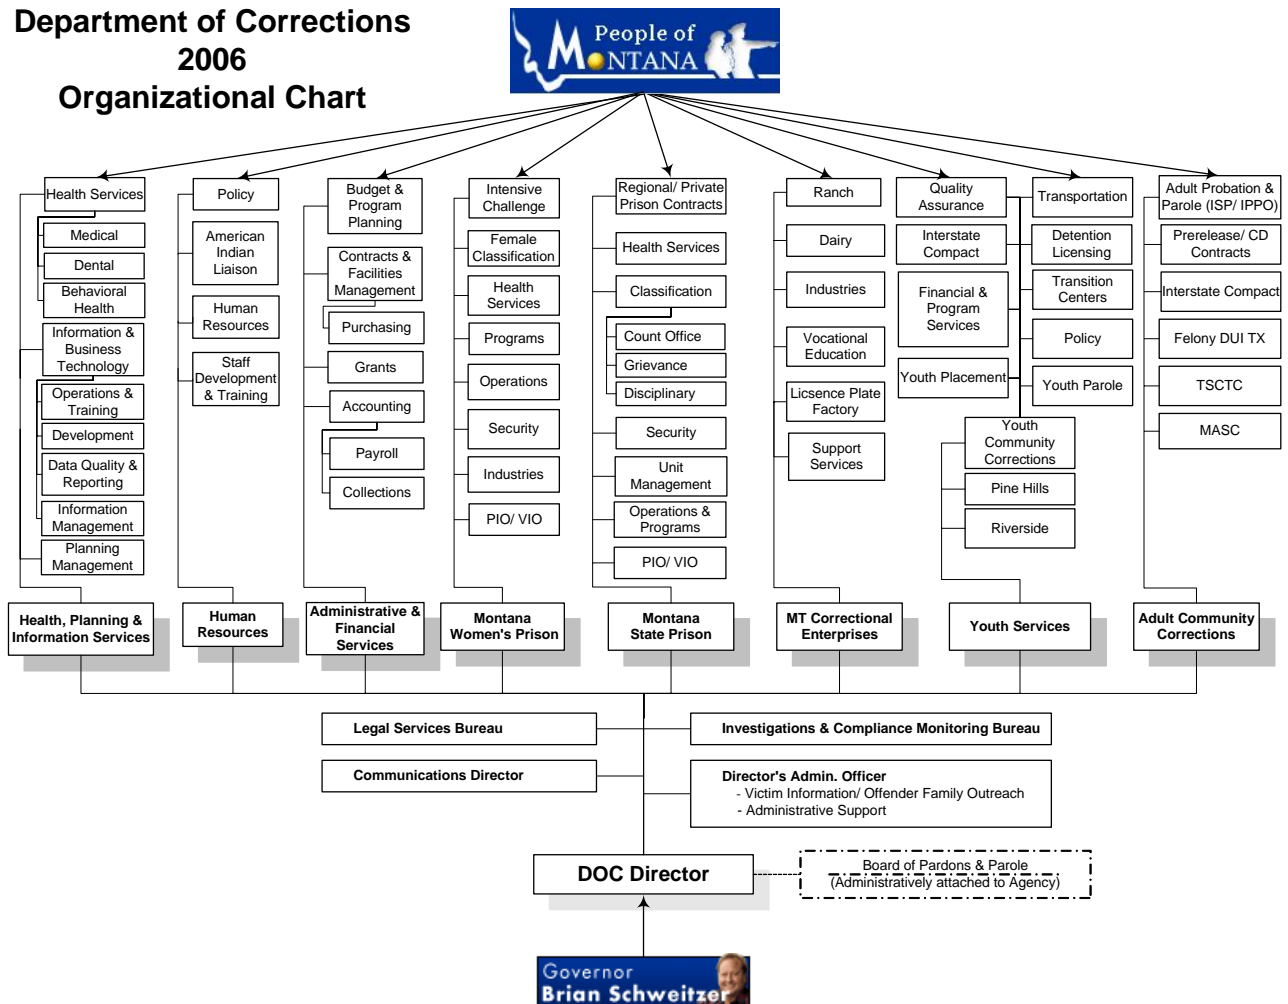 Department of Corrections
2006
Organizational Chart
People of
MONTANA
Health Services
Medical
Dental
Behavioral
Health
Information &
Business
Technology
Operations &
Training
Development
Data Quality &
Reporting
Information
Management
Planning
Management
Health, Planning &
Information Services
Policy
American
Indian
Liaison
Human
Resources
Staff
Development
& Training
Human
Resources
Budget &
Program
Planning
Contracts &
Facilities
Management
Purchasing
Grants
Accounting
Payroll
Collections
Administrative &
Financial
Services
Intensive
Challenge
Female
Classification
Health
Services
Programs
Operations
Security
Industries
PIO/ VIO
Montana
Women's Prison
Regional/ Private
Prison Contracts
Health Services
Classification
Count Office
Grievance
Disciplinary
Security
Unit
Management
Operations &
Programs
PIO/ VIO
Montana
State Prison
Ranch
Dairy
Industries
Vocational
Education
Licsence Plate
Factory
Support
Services
MT Correctional
Enterprises
Quality
Assurance
Interstate
Compact
Financial &
Program
Services
Youth Placement
Transportation
Detention
Licensing
Transition
Centers
Policy
Youth Parole
Youth
Community
Corrections
Pine Hills
Riverside
Youth Services
Adult Probation &
Parole (ISP/ IPPO)
Prerelease/ CD
Contracts
Interstate Compact
Felony DUI TX
TSCTC
MASC
Adult Community
Corrections
Legal Services Bureau
Investigations & Compliance Monitoring Bureau
Communications Director
Director's Admin. Officer
- Victim Information/ Offender Family Outreach
- Administrative Support
DOC Director
Board of Pardons & Parole
(Administratively attached to Agency)
Governor
Brian Schweitzer